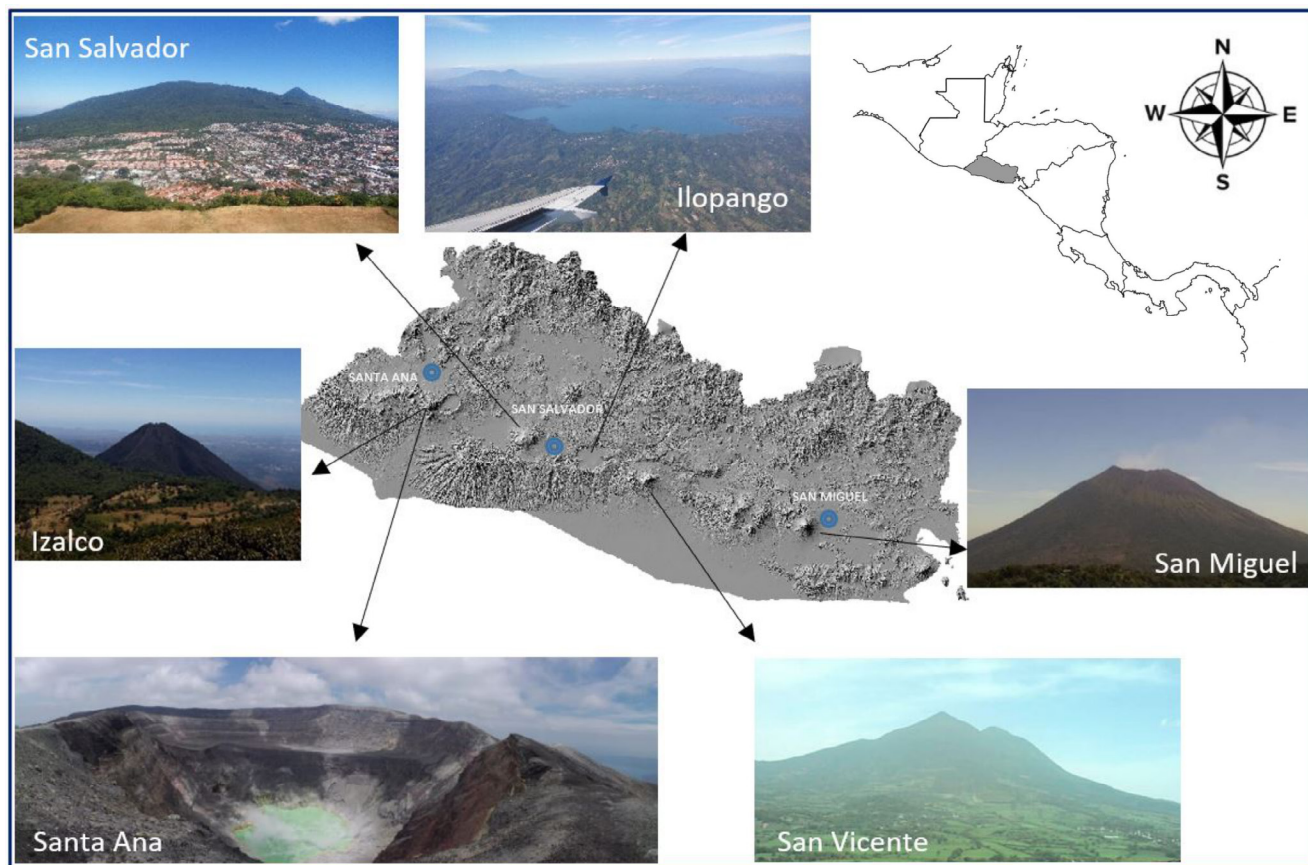 San Salvador
Ilopango
N
W E
S
SANTA ANA
SAN SALVADOR
SAN MIGUEL
Izalco
San Miguel
Santa Ana
San Vicente